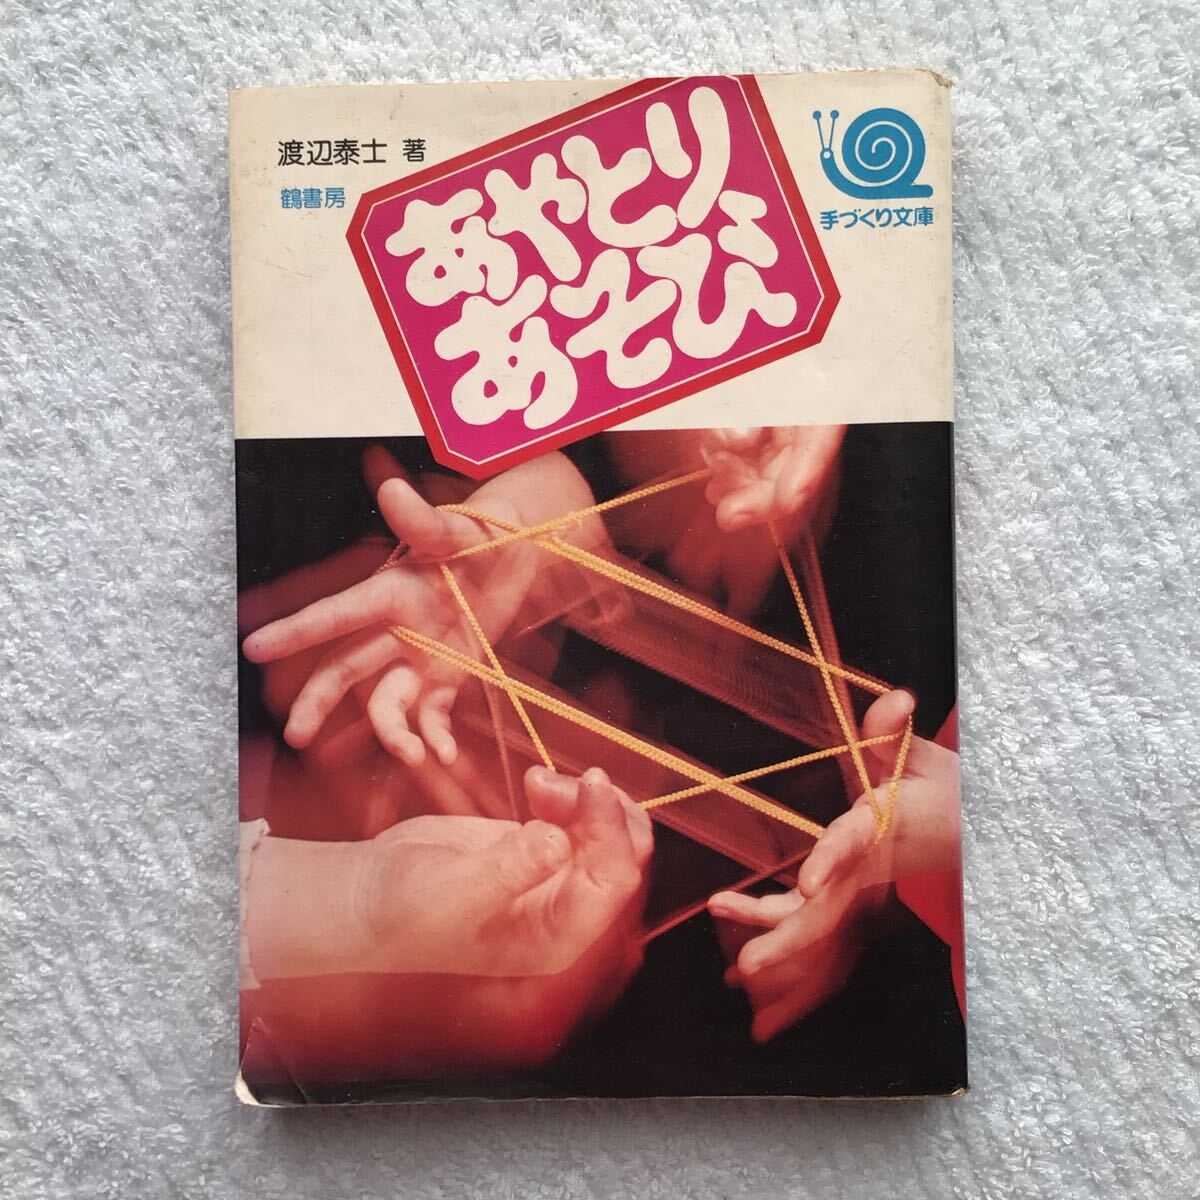 渡辺泰士 著
鶴書房
あやとり
あそび
手づくり文庫